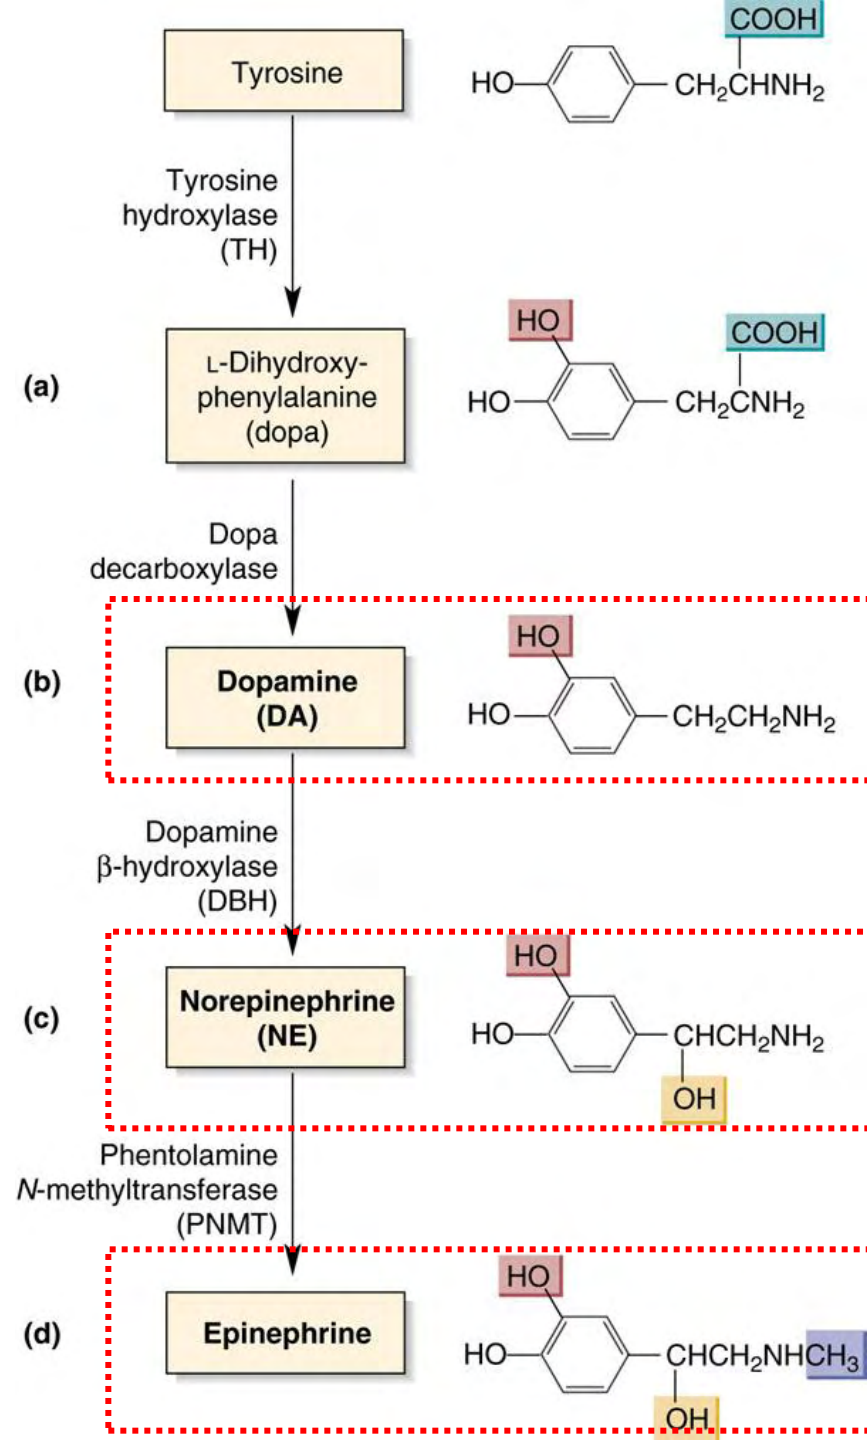 COOH
Tyrosine
HO
CH₂CHNH₂
Tyrosine
hydroxylase
(TH)
HO
COOH
(a)
L-Dihydroxy-
phenylalanine
(dopa)
HO
CH₂CNH₂
Dopa
decarboxylase
HO
(b)
Dopamine
(DA)
HO
CH₂CH₂NH₂
Dopamine
β-hydroxylase
(DBH)
HO
(c)
Norepinephrine
(NE)
HO
CHCH₂NH₂
OH
Phentolamine
N-methyltransferase
(PNMT)
HO
(d)
Epinephrine
HO
CHCH₂NHCH₃
OH